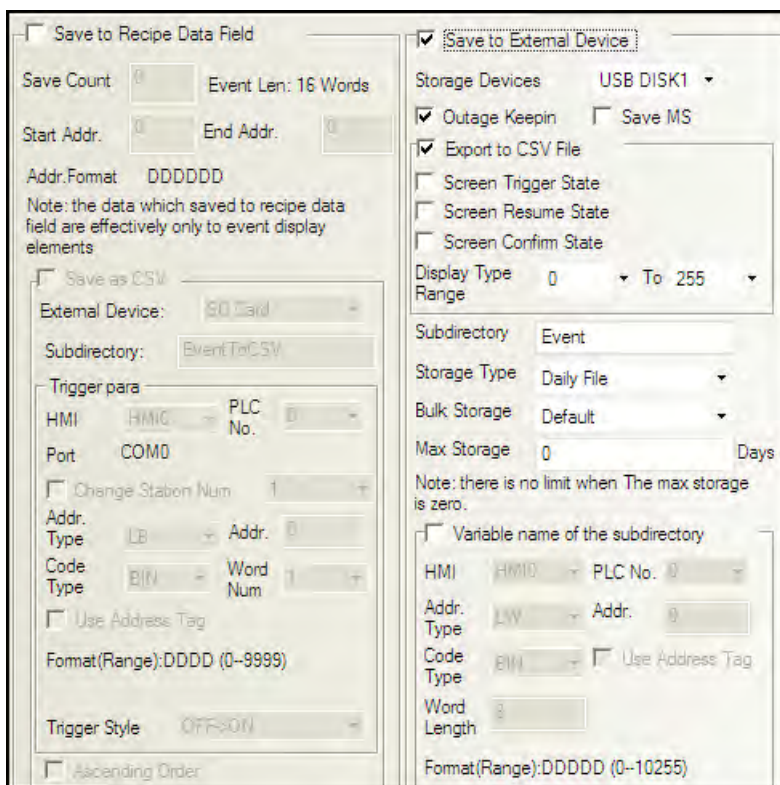 Save to Recipe Data Field
Save Count 0 Event Len: 16 Words
Start Addr. 0 End Addr. 0
Addr.Format DDDDDD
Note: the data which saved to recipe data
field are effectively only to event display
elements
Save as CSV
External Device: SD Card
Subdirectory: EventToCSV
Trigger para
HMI HMI0 PLC No. 0
Port COM0
Change Station Num 1
Addr. Type LB Addr. 0
Code Type BIN Word Num 1
Use Address Tag
Format(Range):DDDD (0--9999)
Trigger Style OFF->ON
Ascending Order
Save to External Device
Storage Devices USB DISK1
Outage Keepin Save MS
Export to CSV File
Screen Trigger State
Screen Resume State
Screen Confirm State
Display Type Range 0 To 255
Subdirectory Event
Storage Type Daily File
Bulk Storage Default
Max Storage 0 Days
Note: there is no limit when The max storage
is zero.
Variable name of the subdirectory
HMI HMI0 PLC No. 0
Addr. Type LW Addr. 0
Code Type BIN Use Address Tag
Word Length
Format(Range):DDDDD (0--10255)